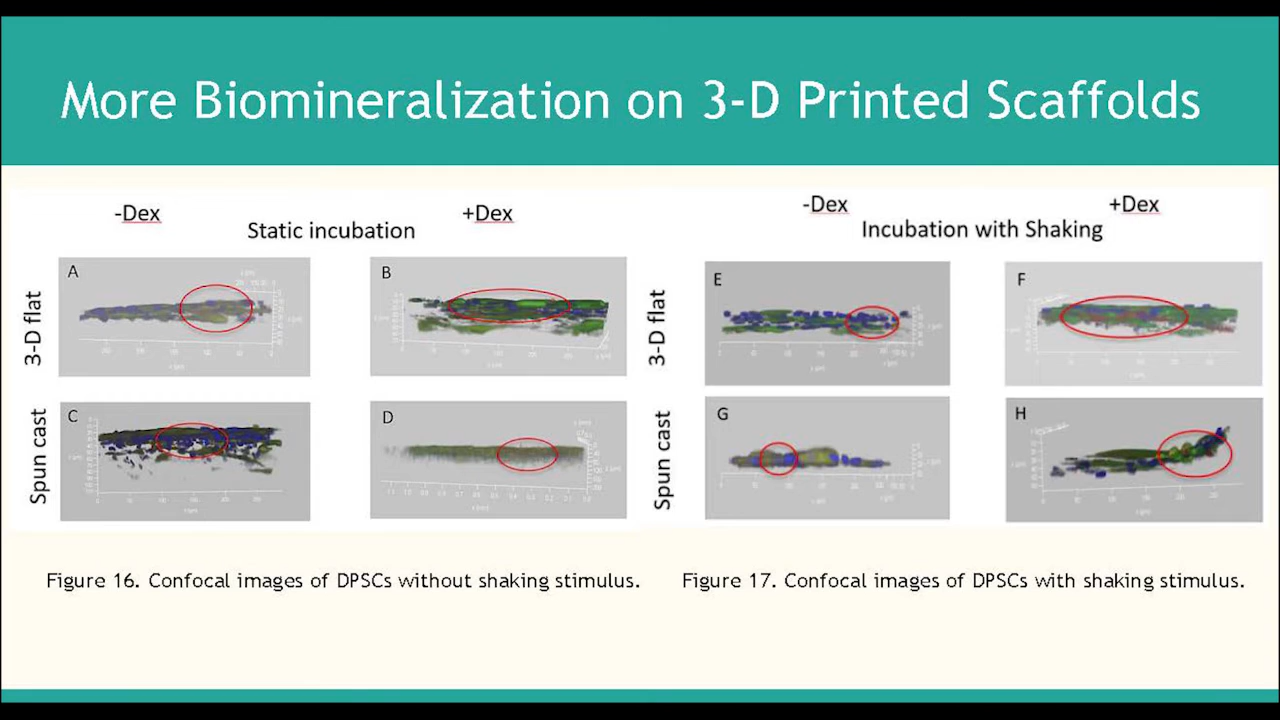 More Biomineralization on 3-D Printed Scaffolds
-Dex
+Dex
Static incubation
3-D flat
A
B
Spun cast
C
D
-Dex
+Dex
Incubation with Shaking
3-D flat
E
F
Spun cast
G
H
Figure 16. Confocal images of DPSCs without shaking stimulus.
Figure 17. Confocal images of DPSCs with shaking stimulus.